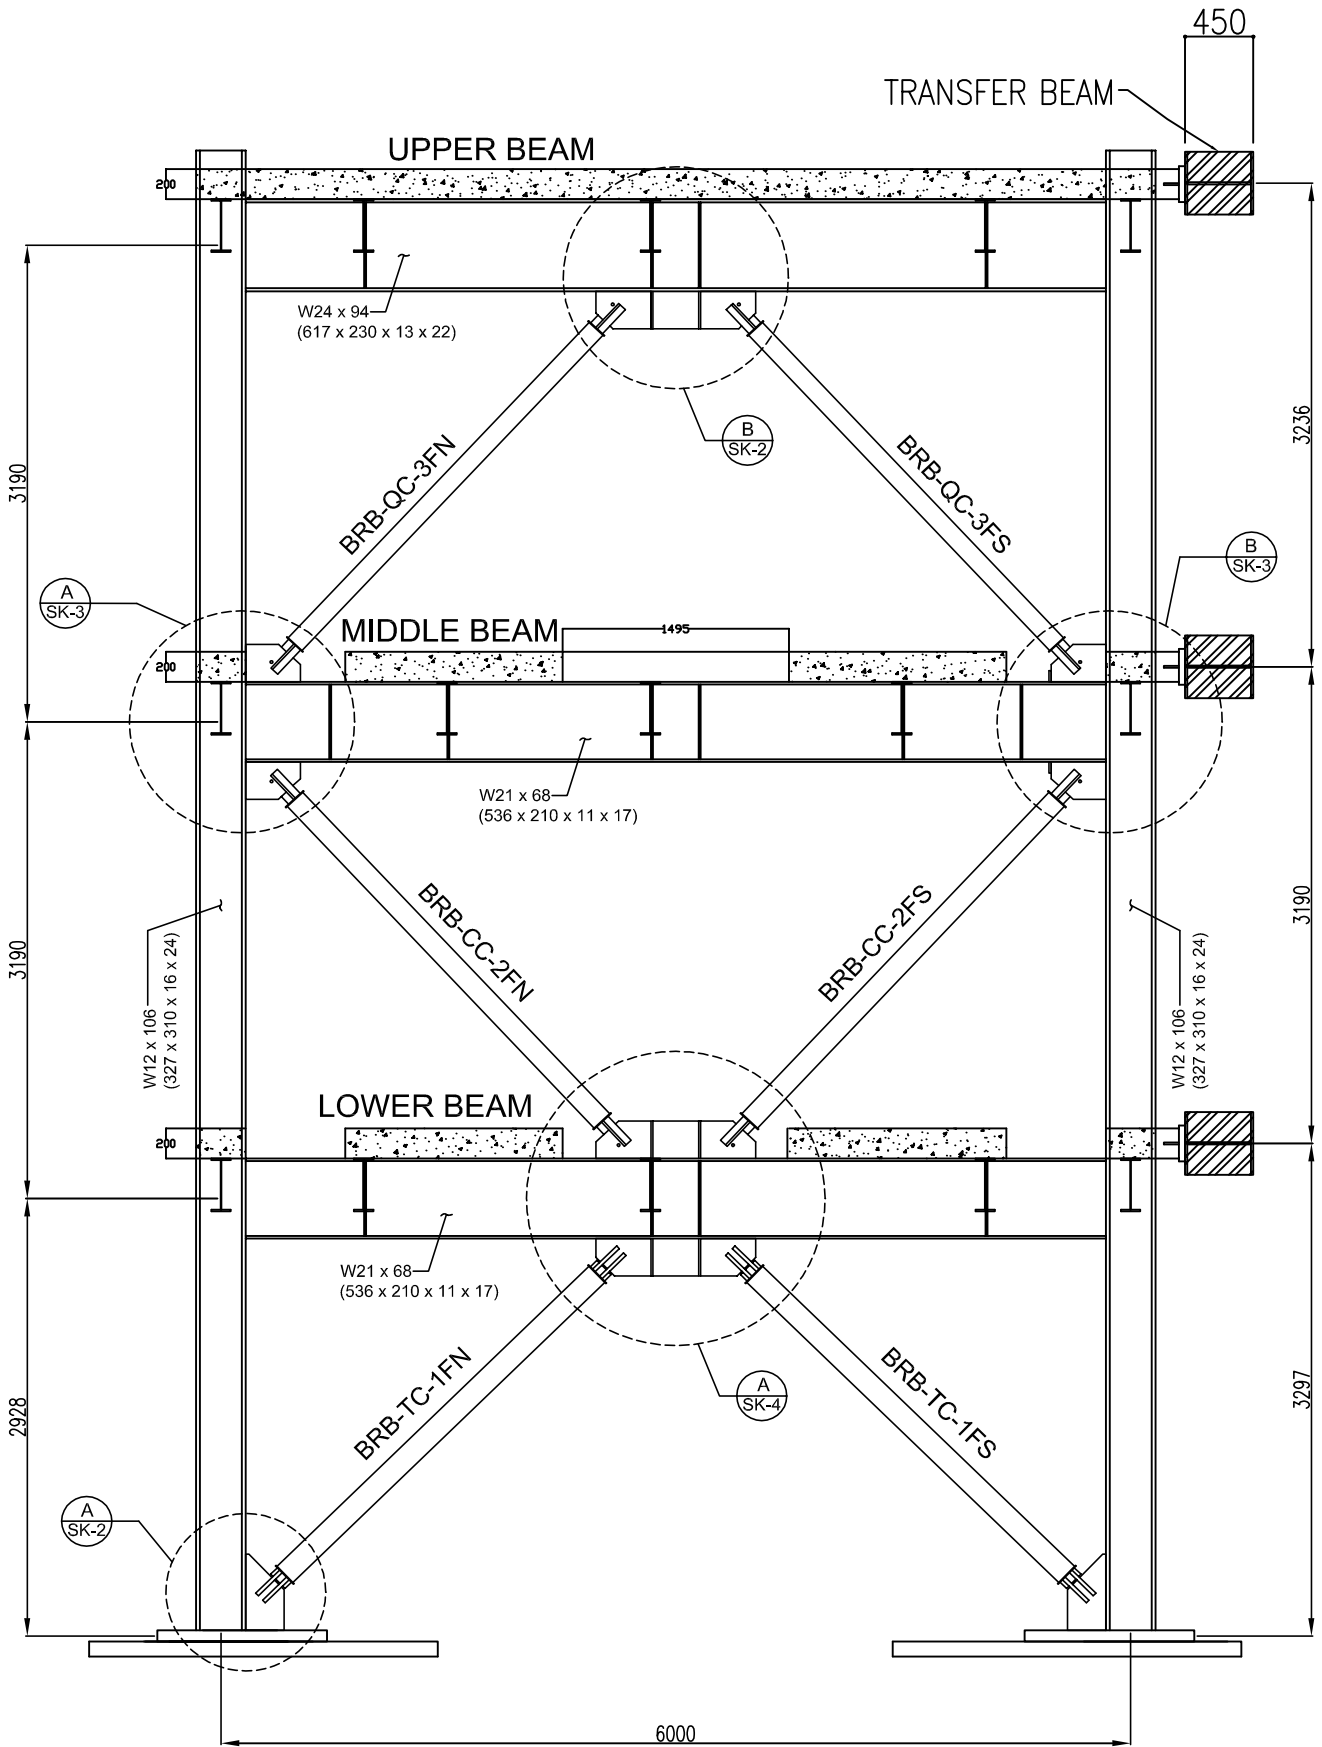 450
TRANSFER BEAM
UPPER BEAM
200
W24 x 94
(617 x 230 x 13 x 22)
B
SK-2
3236
3190
BRB-QC-3FN
BRB-QC-3FS
A
SK-3
B
SK-3
MIDDLE BEAM
1495
200
W21 x 68
(536 x 210 x 11 x 17)
3190
3190
BRB-CC-2FN
BRB-CC-2FS
W12 x 106
(327 x 310 x 16 x 24)
W12 x 106
(327 x 310 x 16 x 24)
LOWER BEAM
200
W21 x 68
(536 x 210 x 11 x 17)
A
SK-4
2928
3297
BRB-TC-1FN
BRB-TC-1FS
A
SK-2
6000